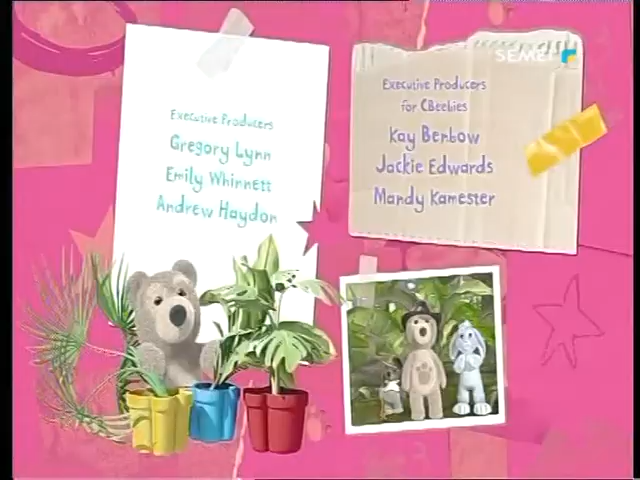 Executive Producers
Gregory Lynn
Emily Whinnett
Andrew Haydon
Executive Producers
for CBeebies
Kay Benbow
Jackie Edwards
Mandy Kamester